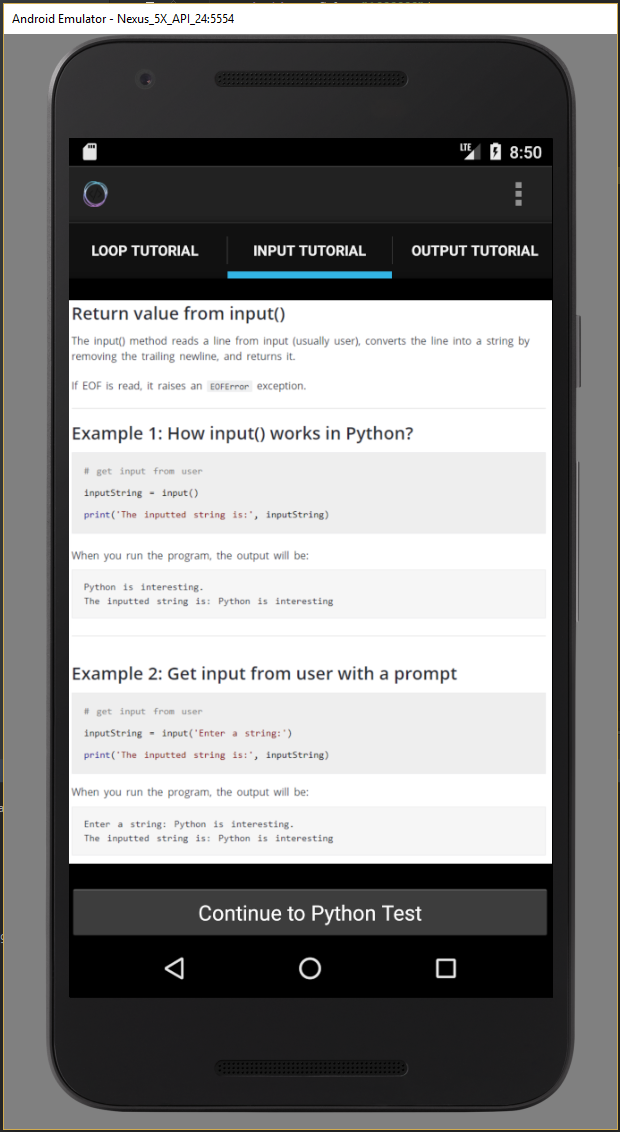 Android Emulator - Nexus_5X_API_24:5554
LTE 8:50
LOOP TUTORIAL INPUT TUTORIAL OUTPUT TUTORIAL
Return value from input()
The input() method reads a line from input (usually user), converts the line into a string by
removing the trailing newline, and returns it.
If EOF is read, it raises an EOFError exception.
Example 1: How input() works in Python?
# get input from user
inputString = input()
print('The inputted string is:', inputString)
When you run the program, the output will be:
Python is interesting.
The inputted string is: Python is interesting
Example 2: Get input from user with a prompt
# get input from user
inputString = input('Enter a string:')
print('The inputted string is:', inputString)
When you run the program, the output will be:
Enter a string: Python is interesting.
The inputted string is: Python is interesting
Continue to Python Test